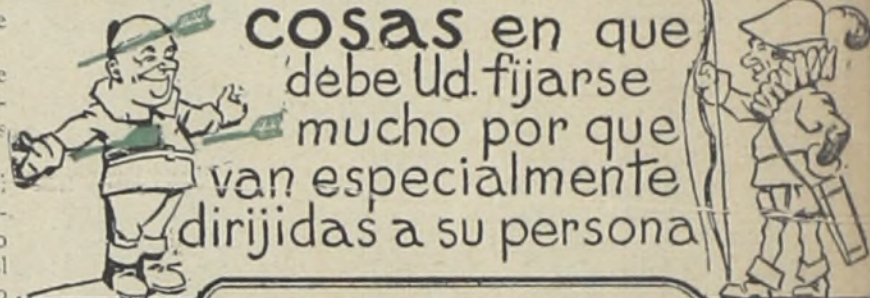 cosas en que
debe Ud. fijarse
mucho por que
van especialmente
dirijidas a su persona